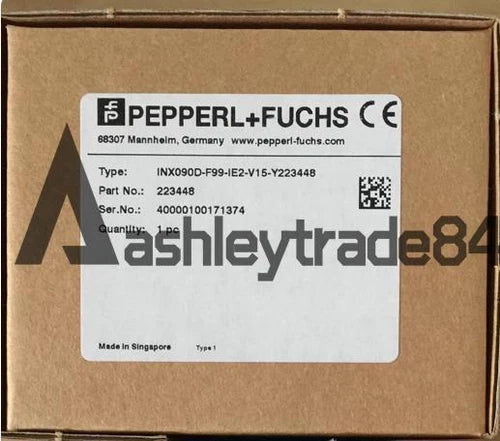 PEPPERL+FUCHS CE
68307 Mannheim, Germany www.pepperl-fuchs.com
Type: INX090D-F99-IE2-V15-Y223448
Part No.: 223448
Ser.No.: 40000100171374
Quantity: 1 pc
ashleytrade84
Made in Singapore Type 1